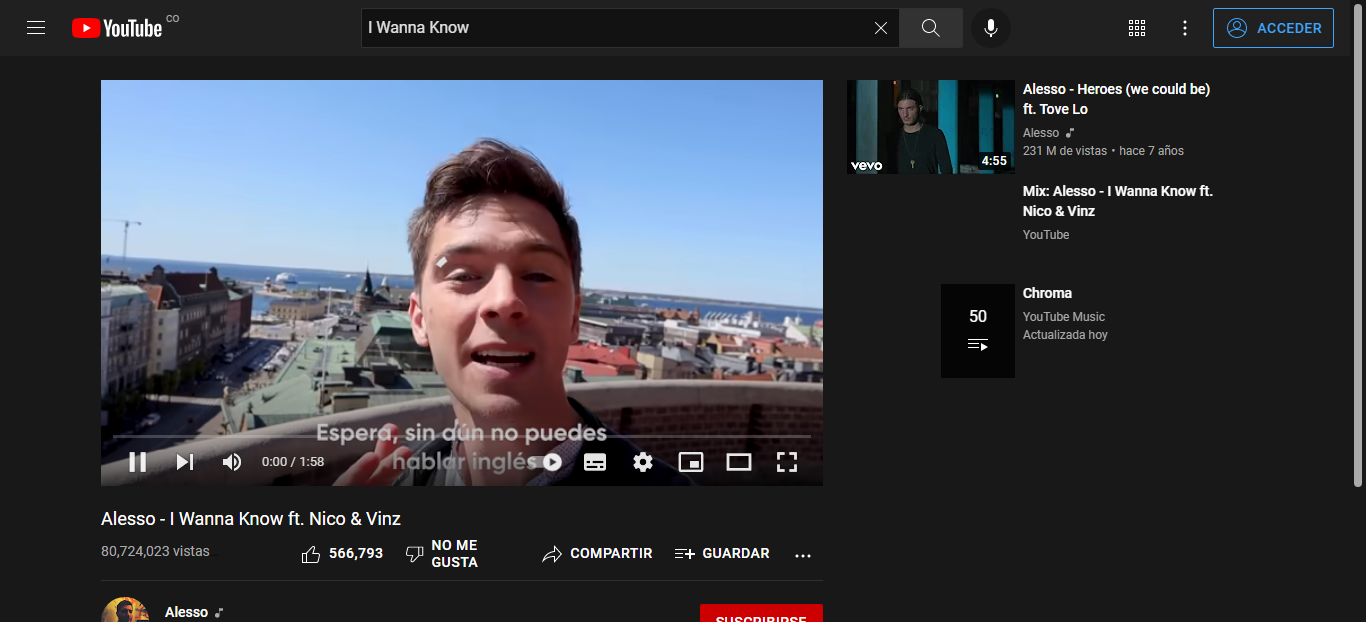 YouTube CO
I Wanna Know
ACCEDER
Espera, sin aún no puedes
hablar inglés
0:00 / 1:58
Alesso - I Wanna Know ft. Nico & Vinz
80,724,023 vistas
566,793
NO ME
GUSTA
COMPARTIR
GUARDAR
Alesso
SUSCRIBIRSE
vevo
4:55
Alesso - Heroes (we could be)
ft. Tove Lo
Alesso
231 M de vistas • hace 7 años
Mix: Alesso - I Wanna Know ft.
Nico & Vinz
YouTube
50
Chroma
YouTube Music
Actualizada hoy